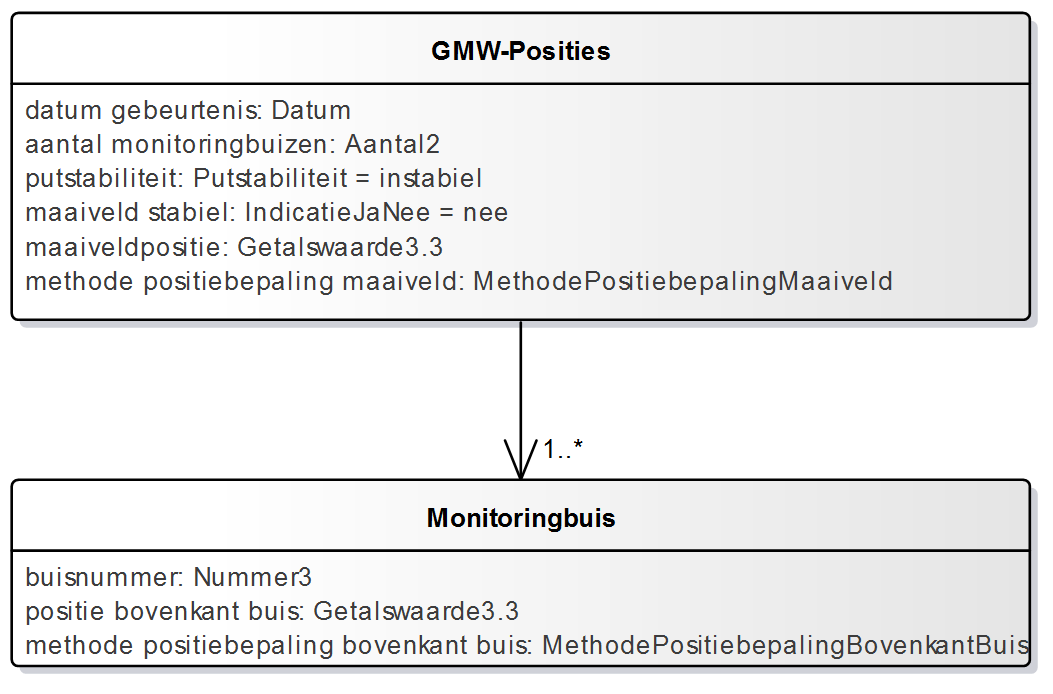 GMW-Posities
datum gebeurtenis: Datum
aantal monitoringbuizen: Aantal2
putstabiliteit: Putstabiliteit = instabiel
maaiveld stabiel: IndicatieJaNee = nee
maaiveldpositie: Getalswaarde3.3
methode positiebepaling maaiveld: MethodePositiebepalingMaaiveld
1..*
Monitoringbuis
buisnummer: Nummer3
positie bovenkant buis: Getalswaarde3.3
methode positiebepaling bovenkant buis: MethodePositiebepalingBovenkantBuis